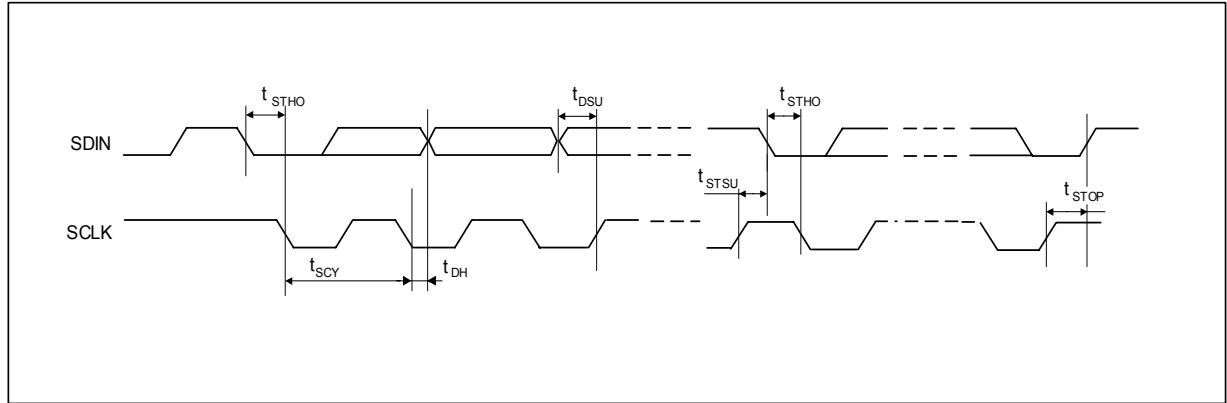 t STHO
t DSU
t STHO
SDIN
t STSU
t STOP
SCLK
t SCY
t DH